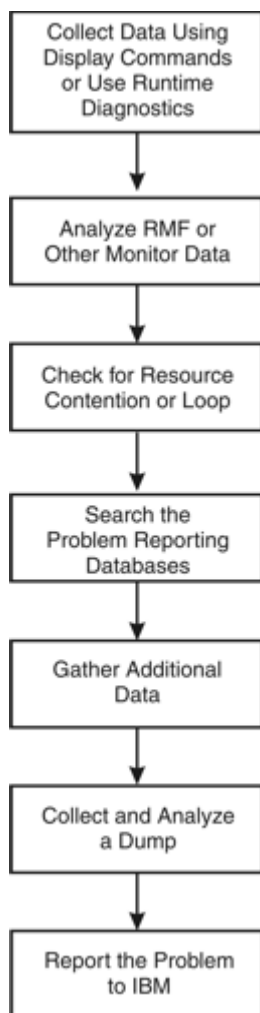 Collect Data Using
Display Commands
or Use Runtime
Diagnostics
Analyze RMF or
Other Monitor Data
Check for Resource
Contention or Loop
Search the
Problem Reporting
Databases
Gather Additional
Data
Collect and Analyze
a Dump
Report the Problem
to IBM